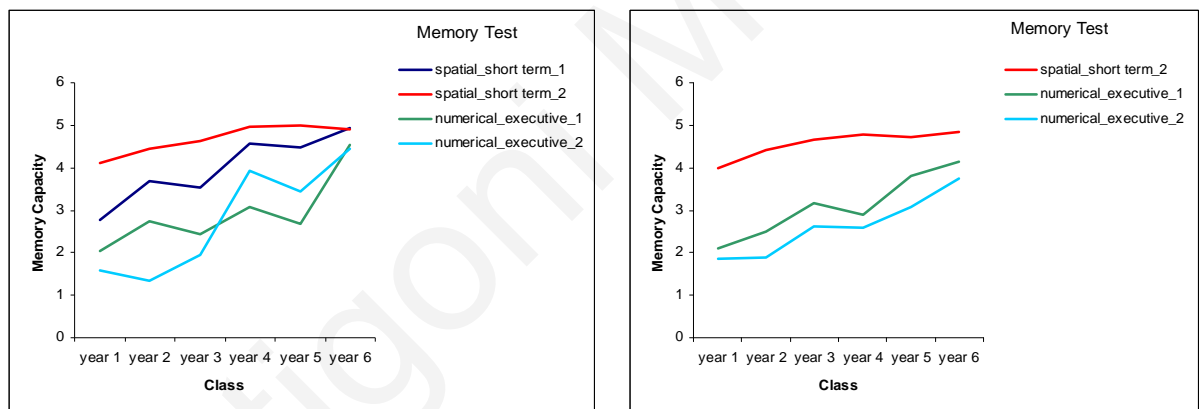 Memory Test
spatial_short term_1
spatial_short term_2
numerical_executive_1
numerical_executive_2
6
5
4
3
2
1
0
Memory Capacity
year 1 year 2 year 3 year 4 year 5 year 6
Class
Memory Test
spatial_short term_2
numerical_executive_1
numerical_executive_2
6
5
4
3
2
1
0
Memory Capacity
year 1 year 2 year 3 year 4 year 5 year 6
Class
tigoni M